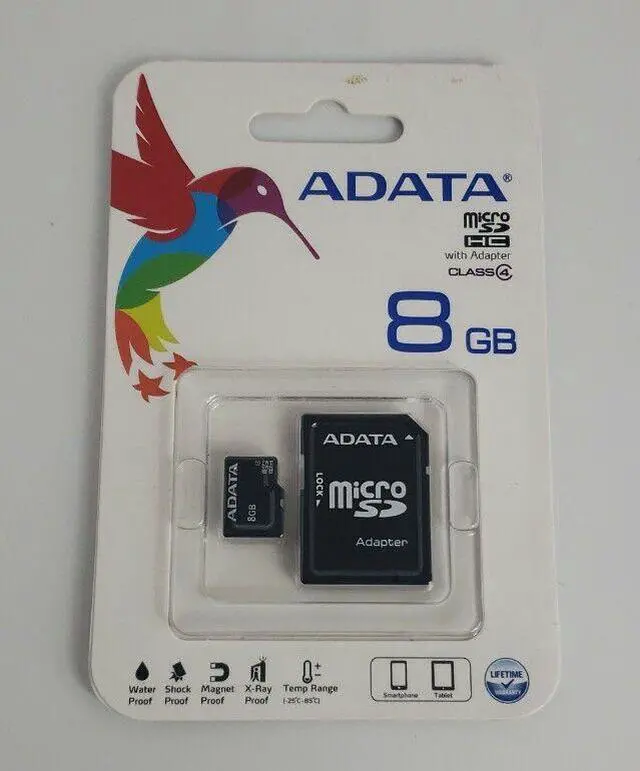 ADATA®
micro
SD
HC
with Adapter
CLASS 4
8 GB
ADATA
8GB
ADATA
LOCK
micro
SD
Adapter
Water Proof
Shock Proof
Magnet Proof
X-Ray Proof
Temp Range
(-25°C-85°C)
Smartphone
Tablet
LIFETIME
WARRANTY